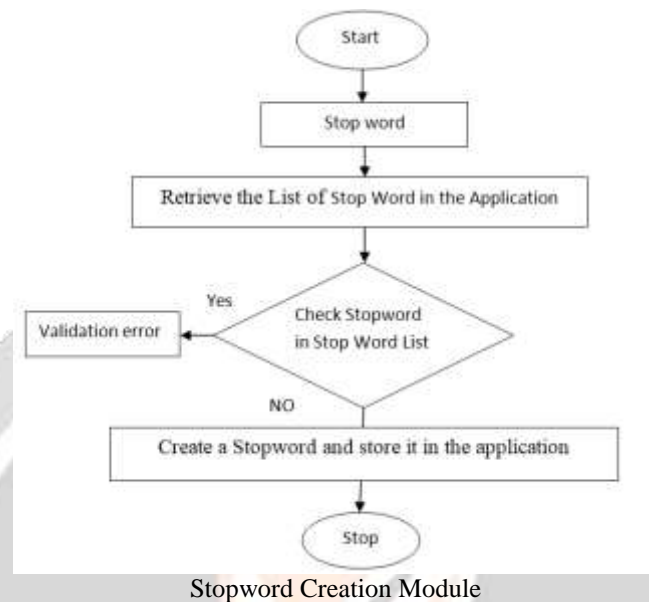 Start
Stop word
Retrieve the List of Stop Word in the Application
Yes
Validation error
Check Stopword
in Stop Word List
NO
Create a Stopword and store it in the application
Stop
Stopword Creation Module